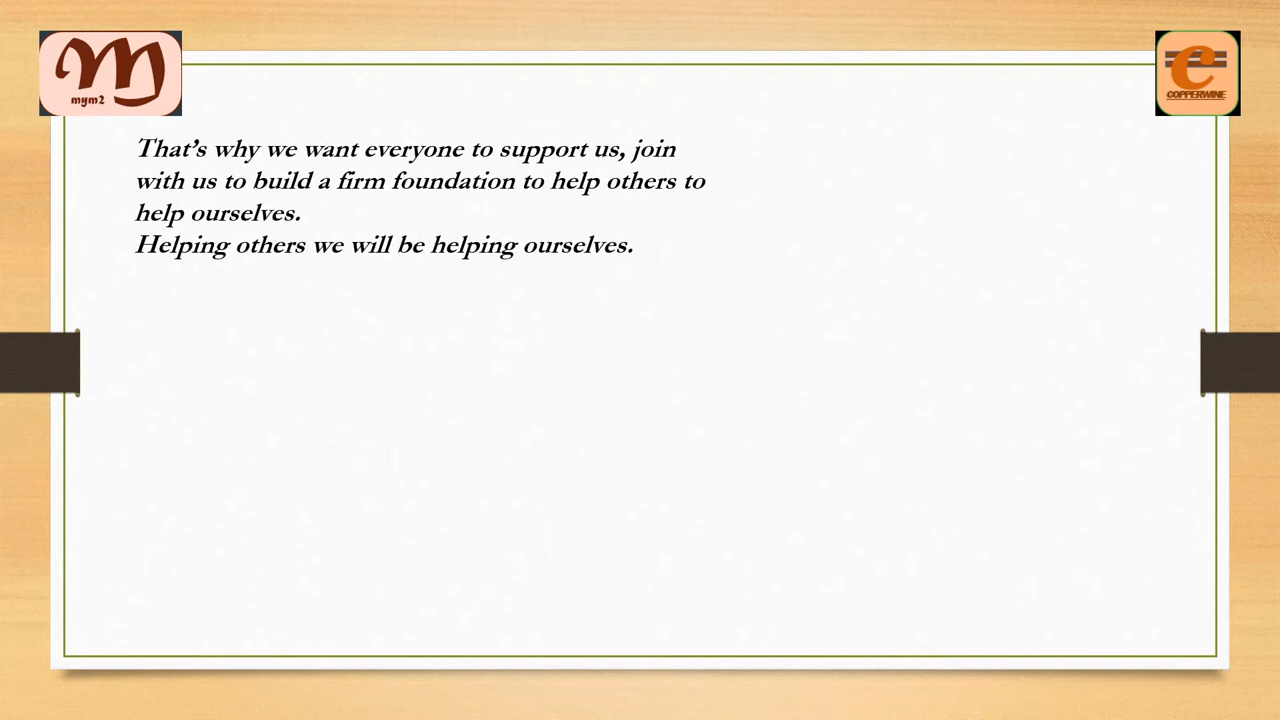 M
mym2
C
COPPERWINE
That's why we want everyone to support us, join
with us to build a firm foundation to help others to
help ourselves.
Helping others we will be helping ourselves.